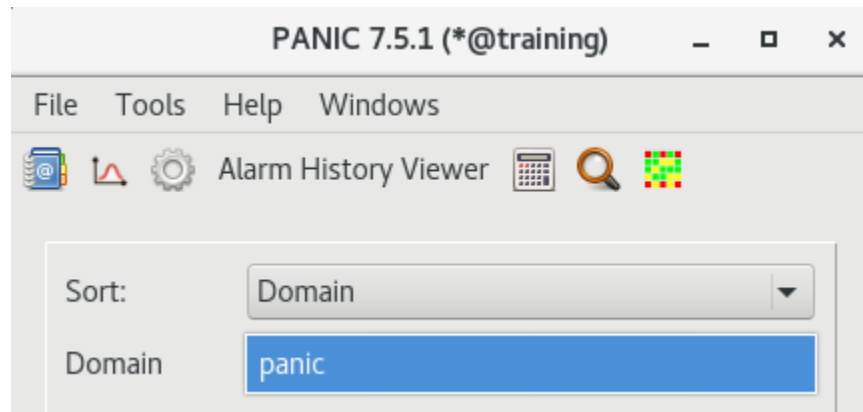 PANIC 7.5.1 (*@training)
File Tools Help Windows
@ Alarm History Viewer
Sort: Domain
Domain panic